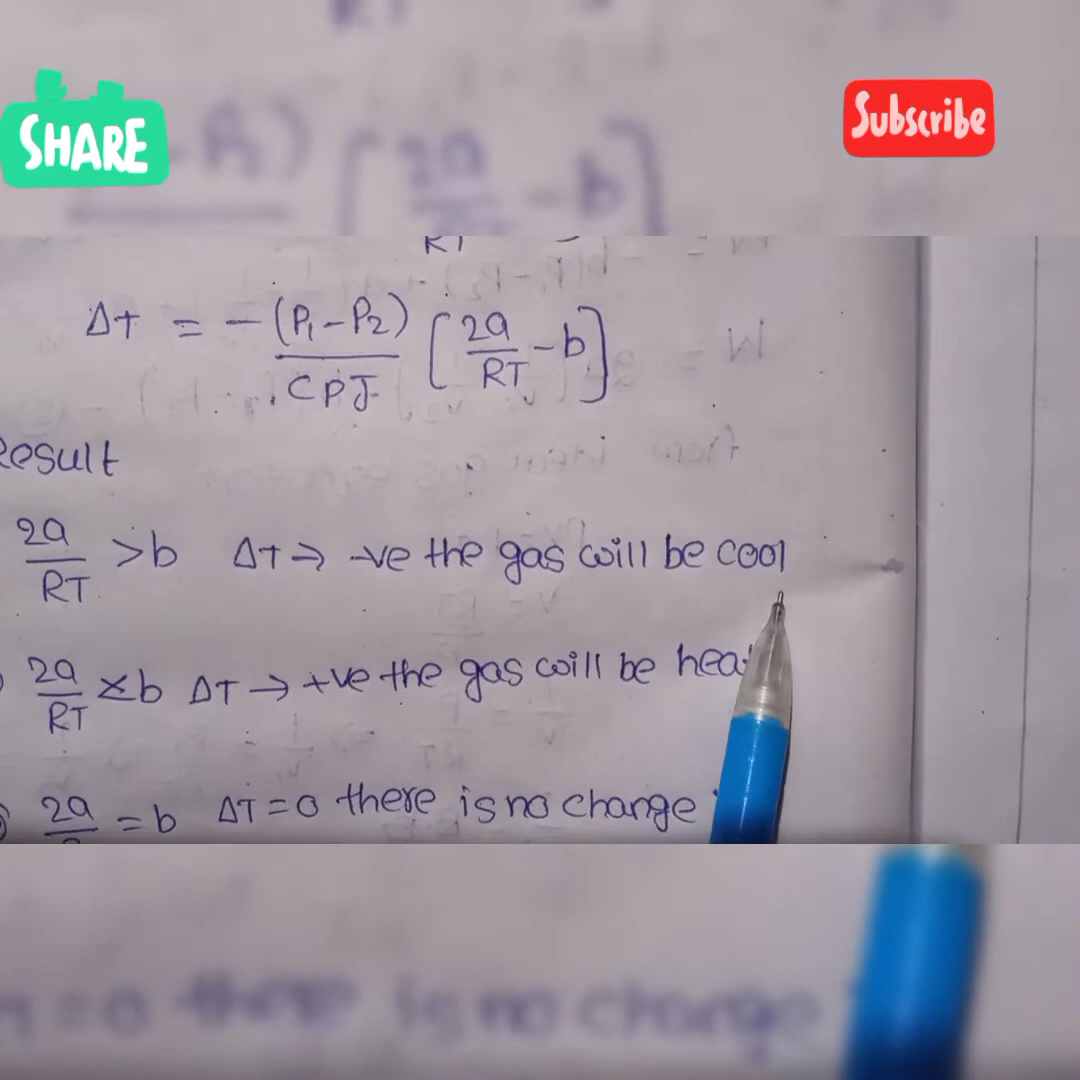 SHARE
Subscribe
RT
ΔT = -(P₁-P₂)/CPJ [2a/RT - b]
Result
2a/RT >b ΔT→ -ve the gas will be cool
2a/RT <b ΔT→ +ve the gas will be
2a =b ΔT=0 there is no change